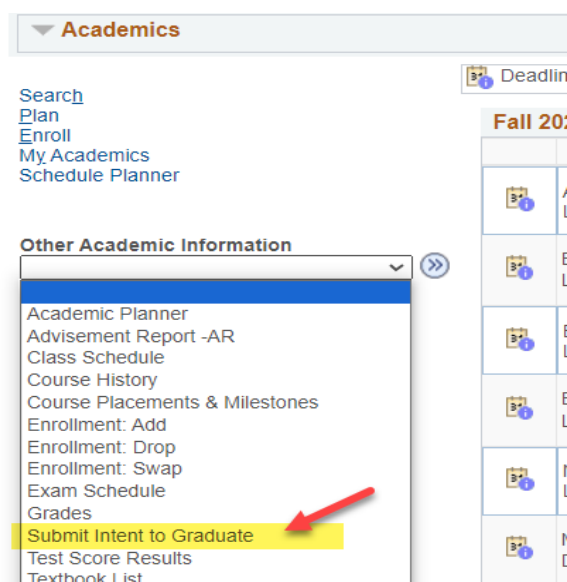 Academics
Search
Plan
Enroll
My Academics
Schedule Planner
Other Academic Information
Academic Planner
Advisement Report -AR
Class Schedule
Course History
Course Placements & Milestones
Enrollment: Add
Enrollment: Drop
Enrollment: Swap
Exam Schedule
Grades
Submit Intent to Graduate
Test Score Results
Textbook List
Fall